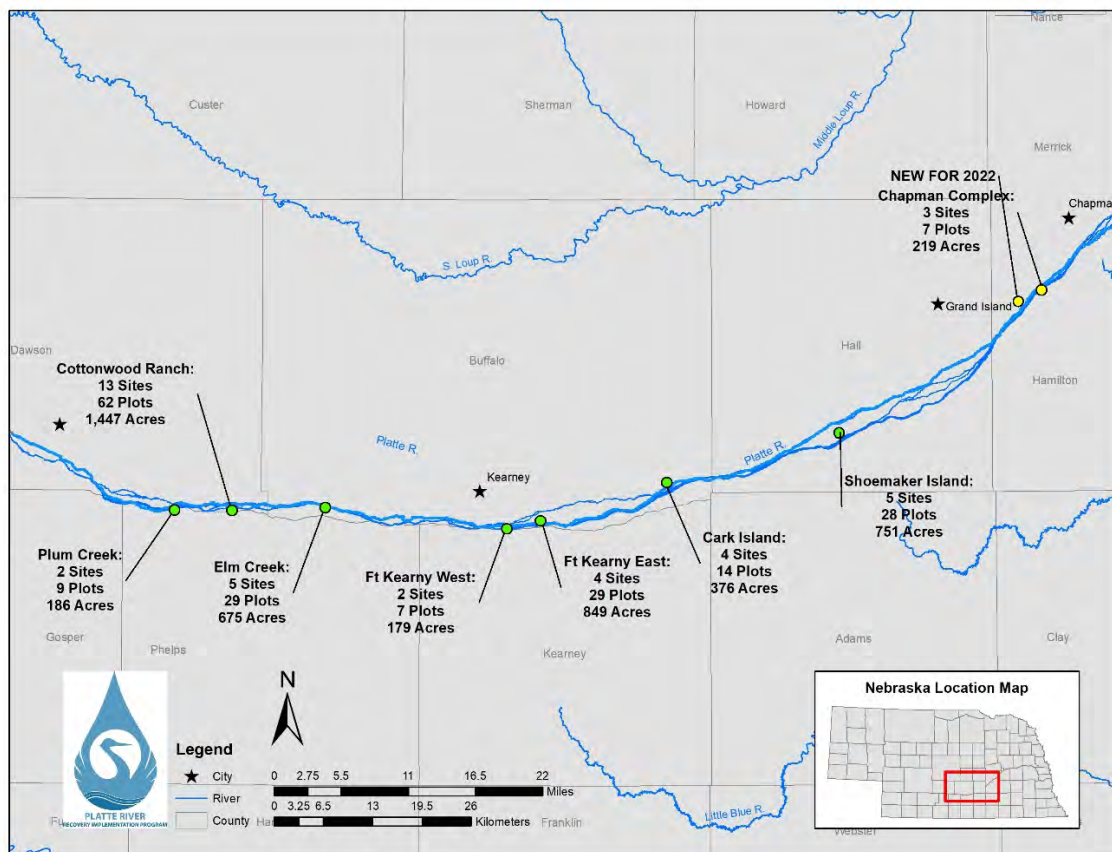 Nance
Custer
Sherman
Howard
Middle Loup R.
Merrick
NEW FOR 2022
Chapman Complex:
3 Sites
7 Plots
219 Acres
Chapma
S. Loup R.
Grand Island
Dawson
Buffalo
Hall
Hamilton
Cottonwood Ranch:
13 Sites
62 Plots
1,447 Acres
Platte R.
Kearney
Platte R.
Shoemaker Island:
5 Sites
28 Plots
751 Acres
Plum Creek:
2 Sites
9 Plots
186 Acres
Elm Creek:
5 Sites
29 Plots
675 Acres
Ft Kearny West:
2 Sites
7 Plots
179 Acres
Ft Kearny East:
4 Sites
29 Plots
849 Acres
Cark Island:
4 Sites
14 Plots
376 Acres
Gosper
Phelps
Kearney
Adams
Clay
N
Legend
City
River
County
0 2.75 5.5 11 16.5 22
Miles
0 3.25 6.5 13 19.5 26
Kilometers
Fu
Ha
Franklin
Little Blue R.
Webster
Nebraska Location Map
PLATTE RIVER
RECOVERY IMPLEMENTATION PROGRAM